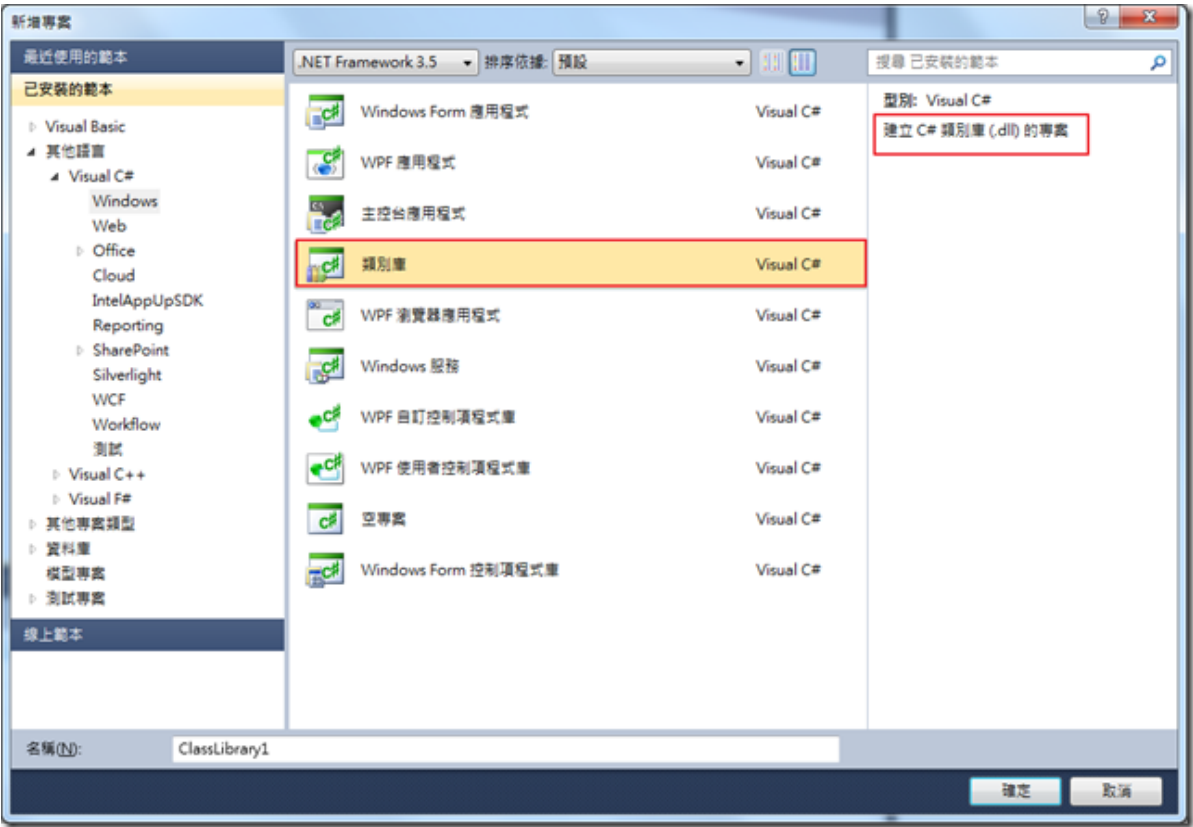 新增專案
最近使用的範本
.NET Framework 3.5 排序依據: 預設
搜尋 已安裝的範本
已安裝的範本
Visual Basic
其他語言
Visual C#
Windows
Web
Office
Cloud
IntelAppUpSDK
Reporting
SharePoint
Silverlight
WCF
Workflow
測試
Visual C++
Visual F#
其他專案類型
資料庫
模型專案
測試專案
線上範本
Windows Form 應用程式 Visual C#
WPF 應用程式 Visual C#
主控台應用程式 Visual C#
類別庫 Visual C#
WPF 瀏覽器應用程式 Visual C#
Windows 服務 Visual C#
WPF 自訂控制項程式庫 Visual C#
WPF 使用者控制項程式庫 Visual C#
空專案 Visual C#
Windows Form 控制項程式庫 Visual C#
型別: Visual C#
建立 C# 類別庫 (.dll) 的專案
名稱(N): ClassLibrary1
確定 取消